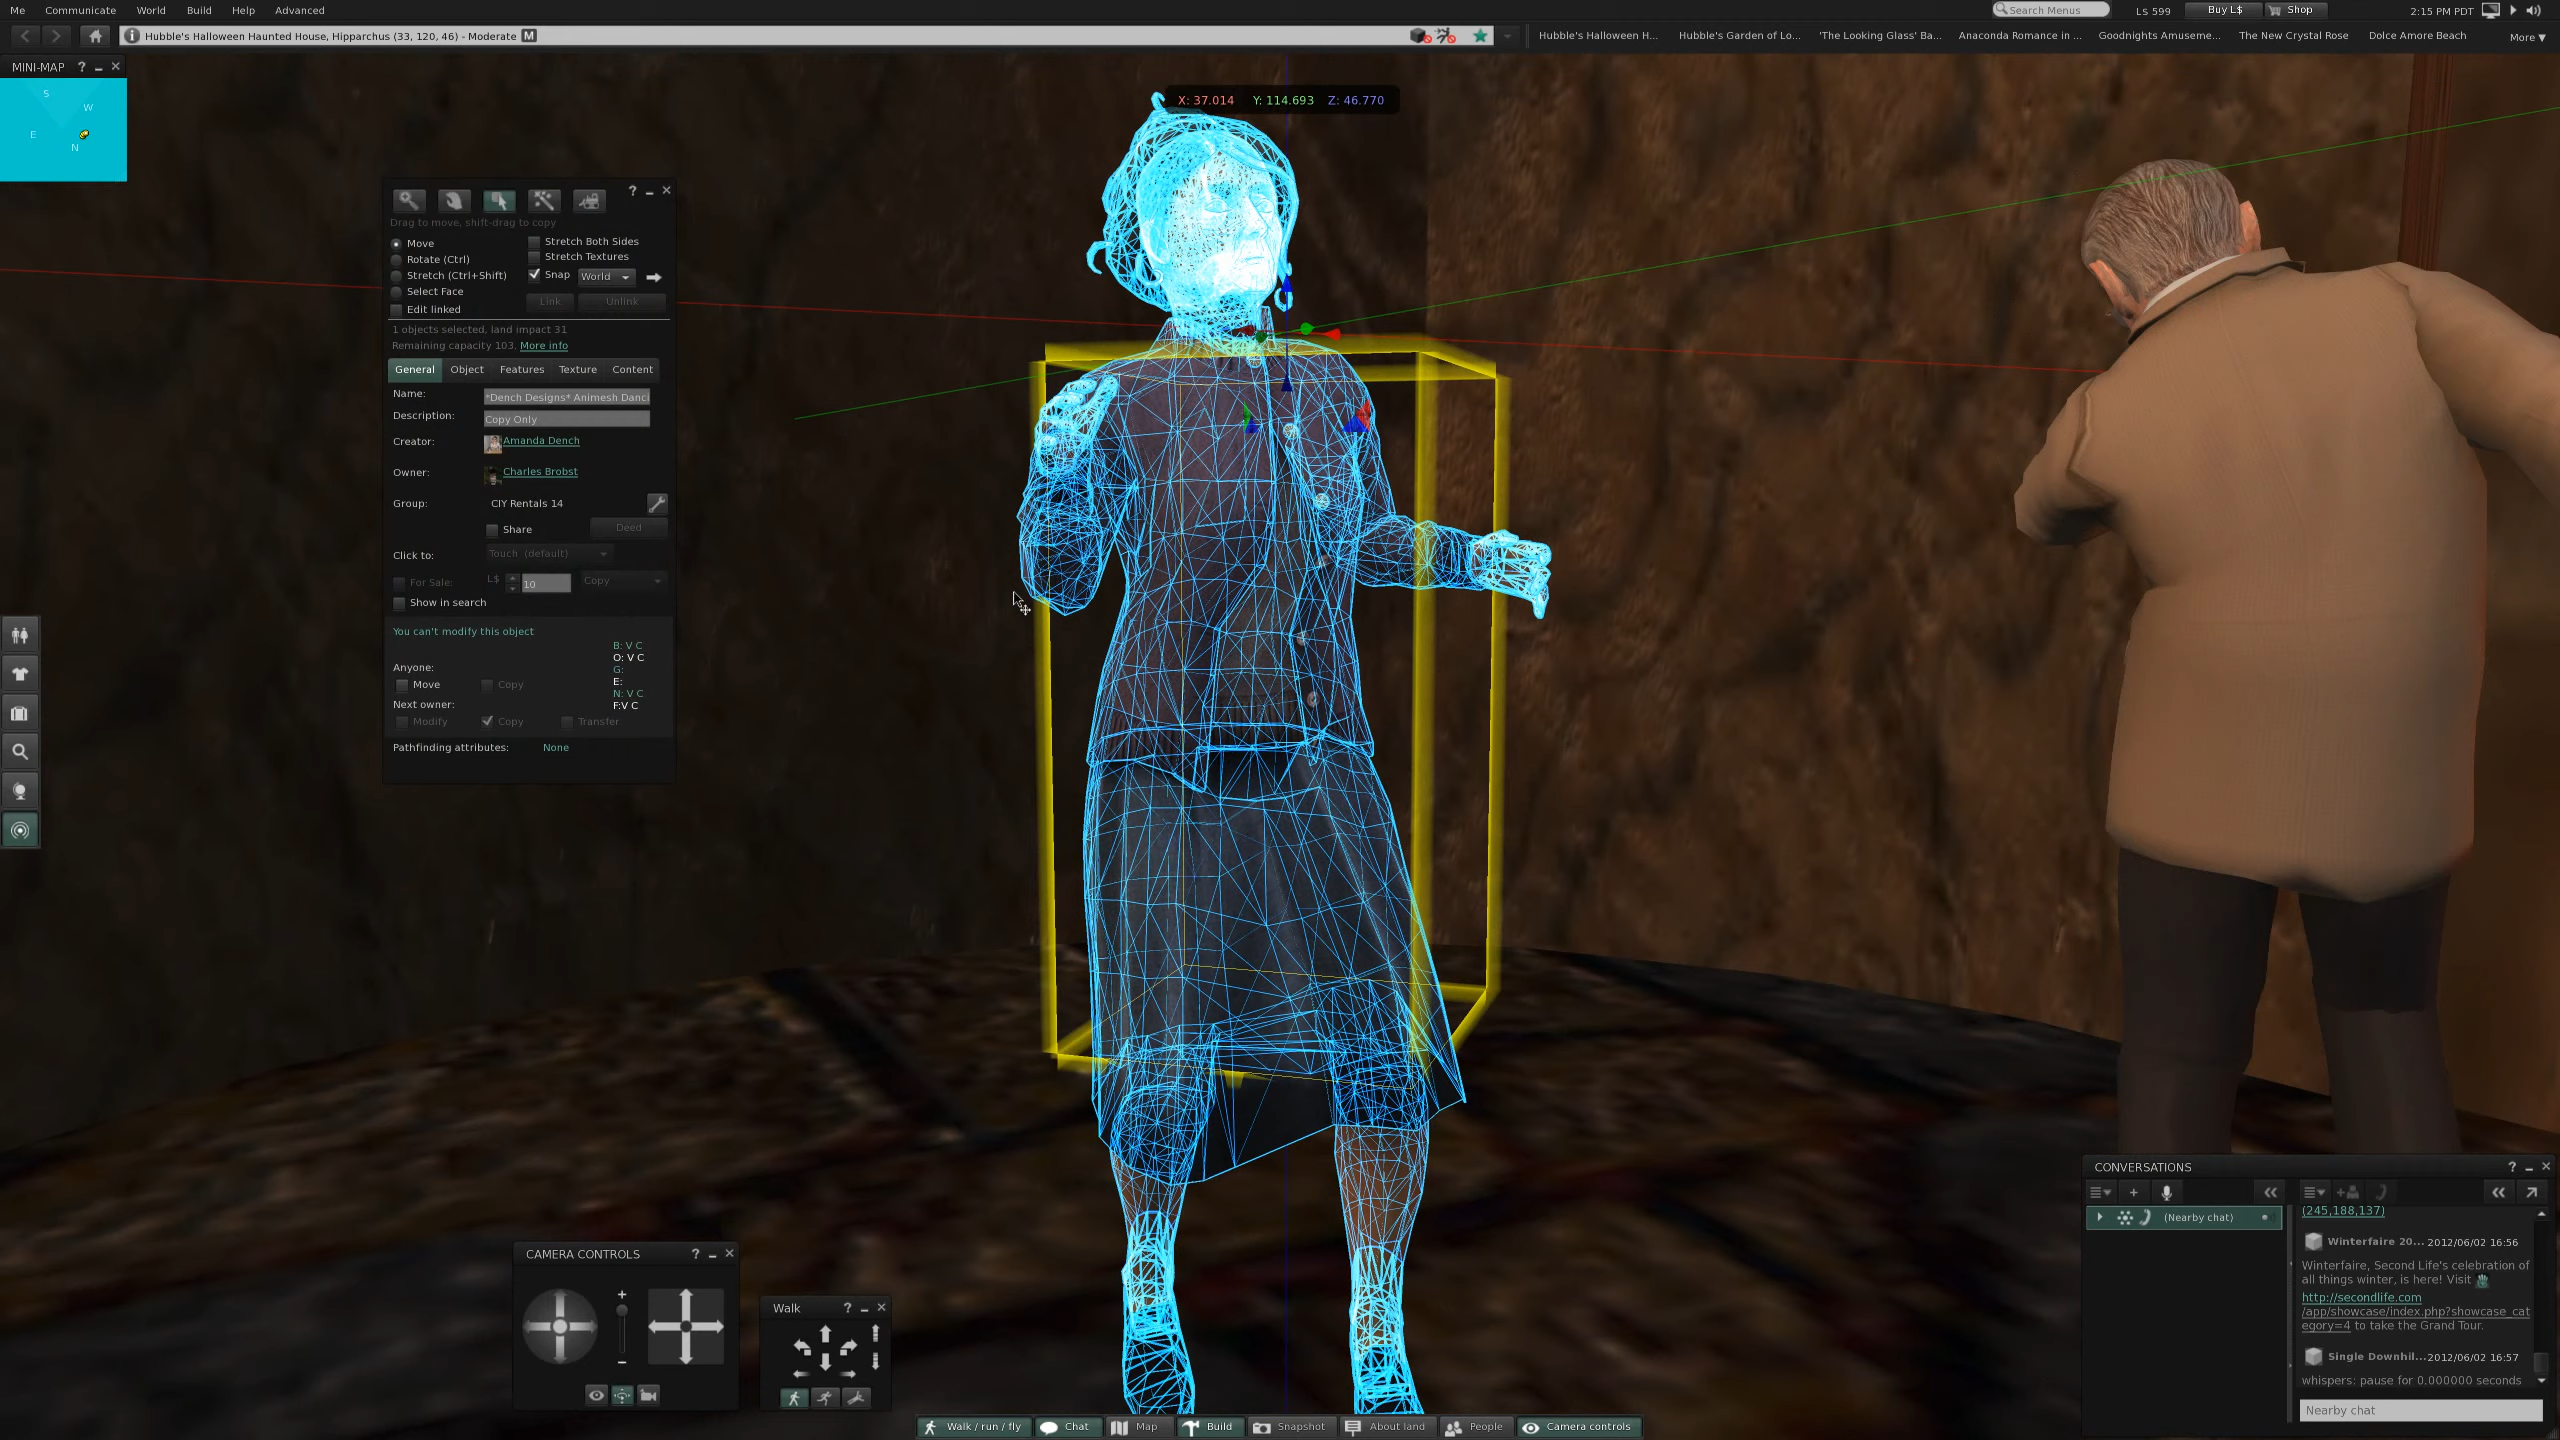 Me Communicate World Build Help Advanced
Search Menus
L$ 599
Buy L$
Shop
2:15 PM PDT
Hubble's Halloween Haunted House, Hipparchus (33, 120, 46) - Moderate M
Hubble's Halloween H... Hubble's Garden of Lo... 'The Looking Glass' Ba... Anaconda Romance in ... Goodnights Amuseme... The New Crystal Rose Dolce Amore Beach More ▼
MINI-MAP ?
S
W
E
N
X: 37.014 Y: 114.693 Z: 46.770
Drag to move, shift-drag to copy
Move
Rotate (Ctrl)
Stretch (Ctrl+Shift)
Select Face
Edit linked
Stretch Both Sides
Stretch Textures
Snap World
Link Unlink
1 objects selected, land impact 31
Remaining capacity 103. More info
General Object Features Texture Content
Name: *Dench Designs* Animesh Danci
Description: Copy Only
Creator: Amanda Dench
Owner: Charles Brobst
Group: CIY Rentals 14
Share Deed
Click to: Touch (default)
For Sale: L$ 10 Copy
Show in search
You can't modify this object
B: V C
O: V C
G:
E:
N: V C
F:V C
Anyone:
Move Copy
Next owner:
Modify Copy Transfer
Pathfinding attributes: None
CAMERA CONTROLS ?
Walk ?
CONVERSATIONS ?
(Nearby chat)
(245,188,137)
Winterfaire 20... 2012/06/02 16:56
Winterfaire, Second Life's celebration of
all things winter, is here! Visit
http://secondlife.com
/app/showcase/index.php?showcase_cat
egory=4 to take the Grand Tour.
Single Downhil... 2012/06/02 16:57
whispers: pause for 0.000000 seconds
Nearby chat
Walk / run / fly Chat Map Build Snapshot About land People Camera controls